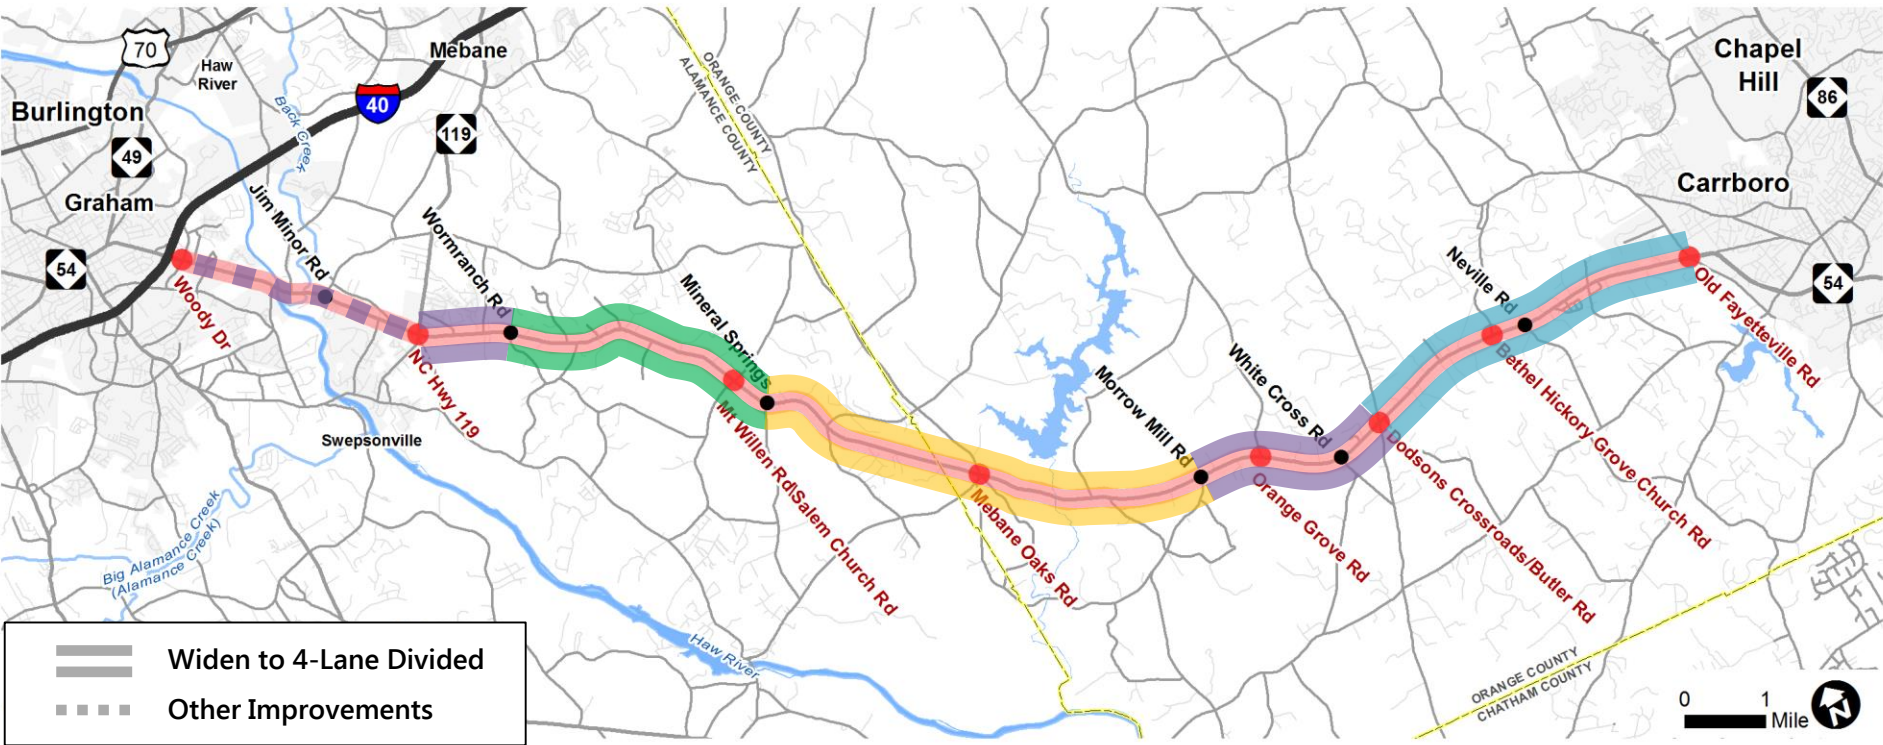 70
Haw
River
Mebane
Burlington
40
49
119
Back Creek
Graham
54
ORANGE COUNTY
ALAMANCE COUNTY
Chapel
Hill
86
Carrboro
54
Jim Minor Rd
Wormranch Rd
Mineral Springs
Morrow Mill Rd
White Cross Rd
Neville Rd
Woody Dr
NC Hwy 119
Mt Willen Rd\Salem Church Rd
Mebane Oaks Rd
Orange Grove Rd
Dodsons Crossroads/Butler Rd
Bethel Hickory Grove Church Rd
Old Fayetteville Rd
Swepsonville
Big Alamance Creek
(Alamance Creek)
Haw River
ORANGE COUNTY
CHATHAM COUNTY
Widen to 4-Lane Divided
Other Improvements
0 1
Mile
N